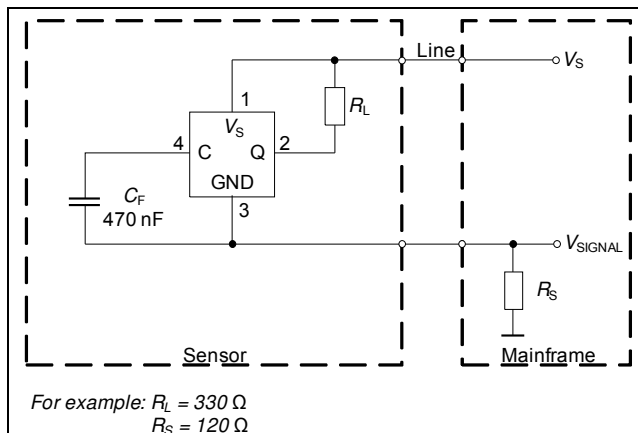 Line
V_S
R_L
1
V_S
4
C
Q
2
GND
3
C_F
470 nF
V_SIGNAL
R_S
Sensor
Mainframe
For example: R_L = 330 Ω
R_S = 120 Ω